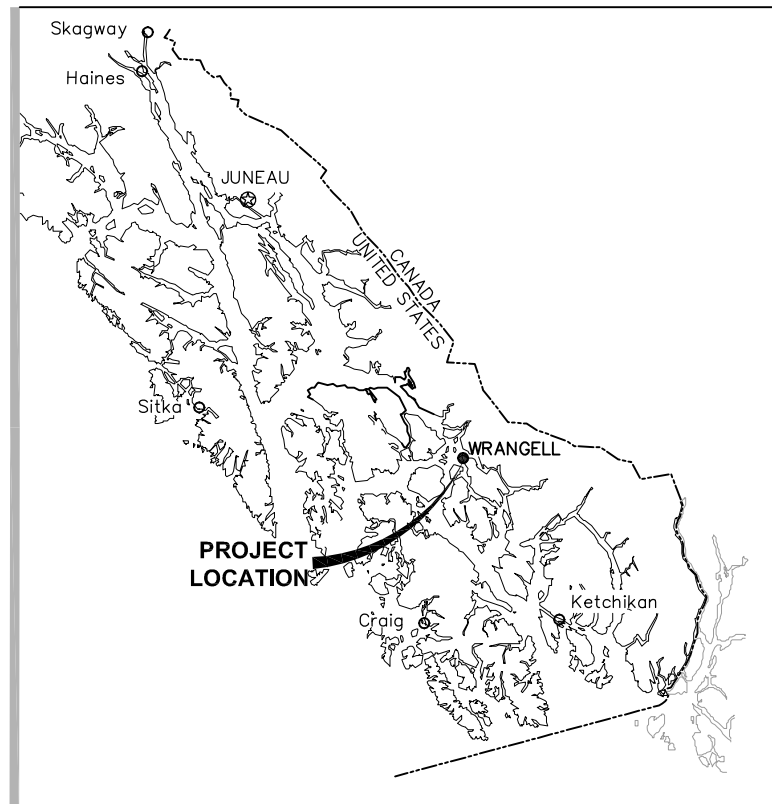 Skagway
Haines
JUNEAU
CANADA
UNITED STATES
Sitka
WRANGELL
PROJECT
LOCATION
Ketchikan
Craig